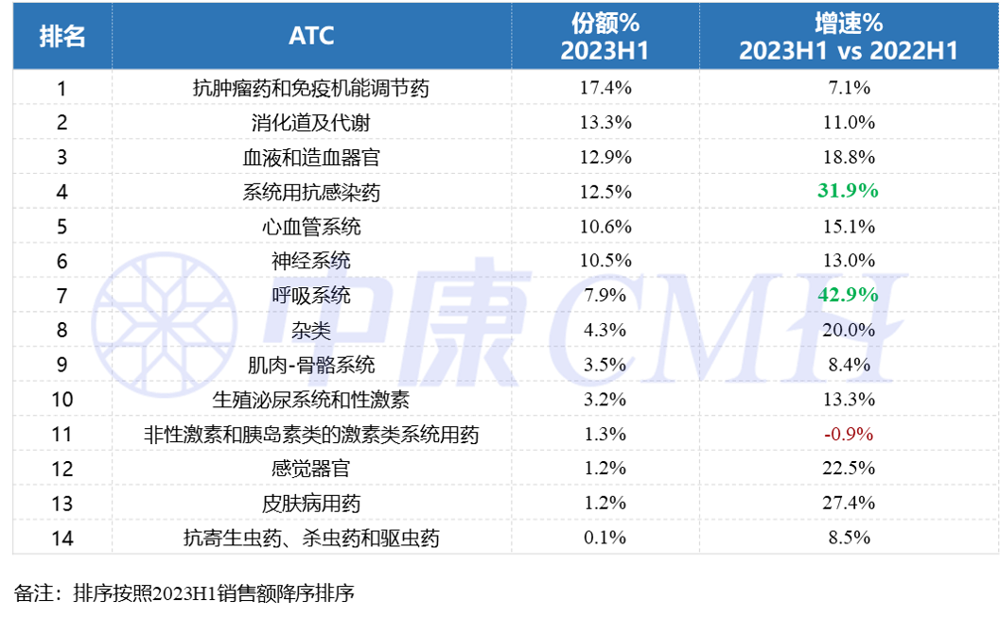 排名 ATC 份额% 2023H1 增速% 2023H1 vs 2022H1
1 抗肿瘤药和免疫机能调节药 17.4% 7.1%
2 消化道及代谢 13.3% 11.0%
3 血液和造血器官 12.9% 18.8%
4 系统用抗感染药 12.5% 31.9%
5 心血管系统 10.6% 15.1%
6 神经系统 10.5% 13.0%
7 呼吸系统 7.9% 42.9%
8 杂类 4.3% 20.0%
9 肌肉-骨骼系统 3.5% 8.4%
10 生殖泌尿系统和性激素 3.2% 13.3%
11 非性激素和胰岛素类的激素类系统用药 1.3% -0.9%
12 感觉器官 1.2% 22.5%
13 皮肤病用药 1.2% 27.4%
14 抗寄生虫药、杀虫药和驱虫药 0.1% 8.5%
中康CMH
备注：排序按照2023H1销售额降序排序